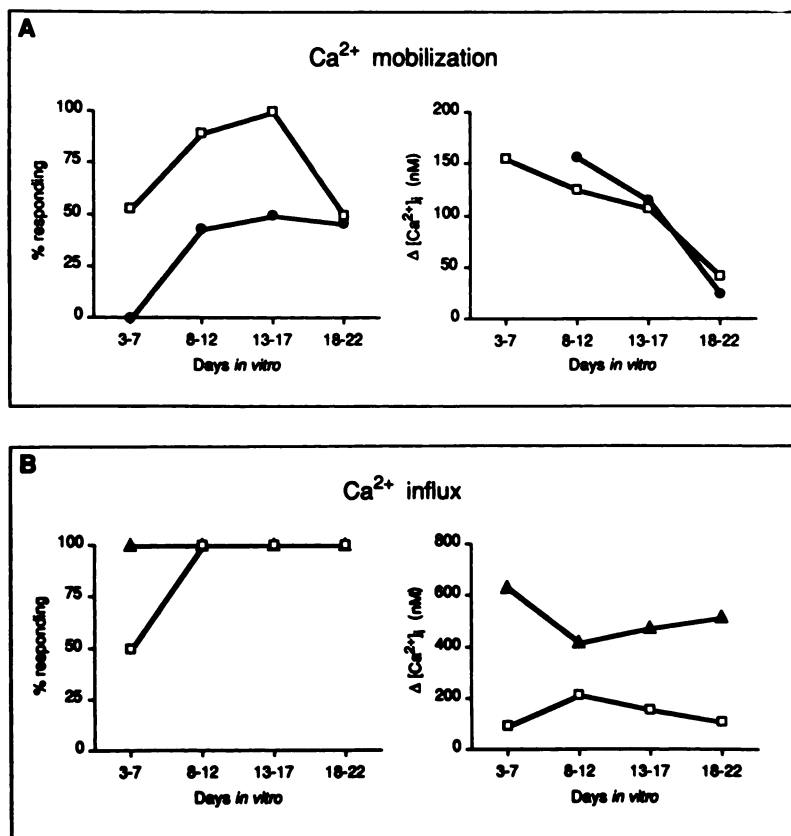 A
Ca2+ mobilization
100
75
50
25
0
% responding
3-7 8-12 13-17 18-22
Days in vitro
200
150
100
50
0
Δ [Ca2+]i (nM)
3-7 8-12 13-17 18-22
Days in vitro
B
Ca2+ influx
100
75
50
25
0
% responding
3-7 8-12 13-17 18-22
Days in vitro
800
600
400
200
0
Δ [Ca2+]i (nM)
3-7 8-12 13-17 18-22
Days in vitro